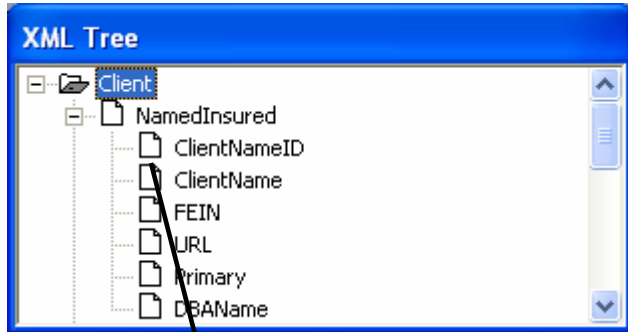 XML Tree
Client
NamedInsured
ClientNameID
ClientName
FEIN
URL
Primary
DBAName